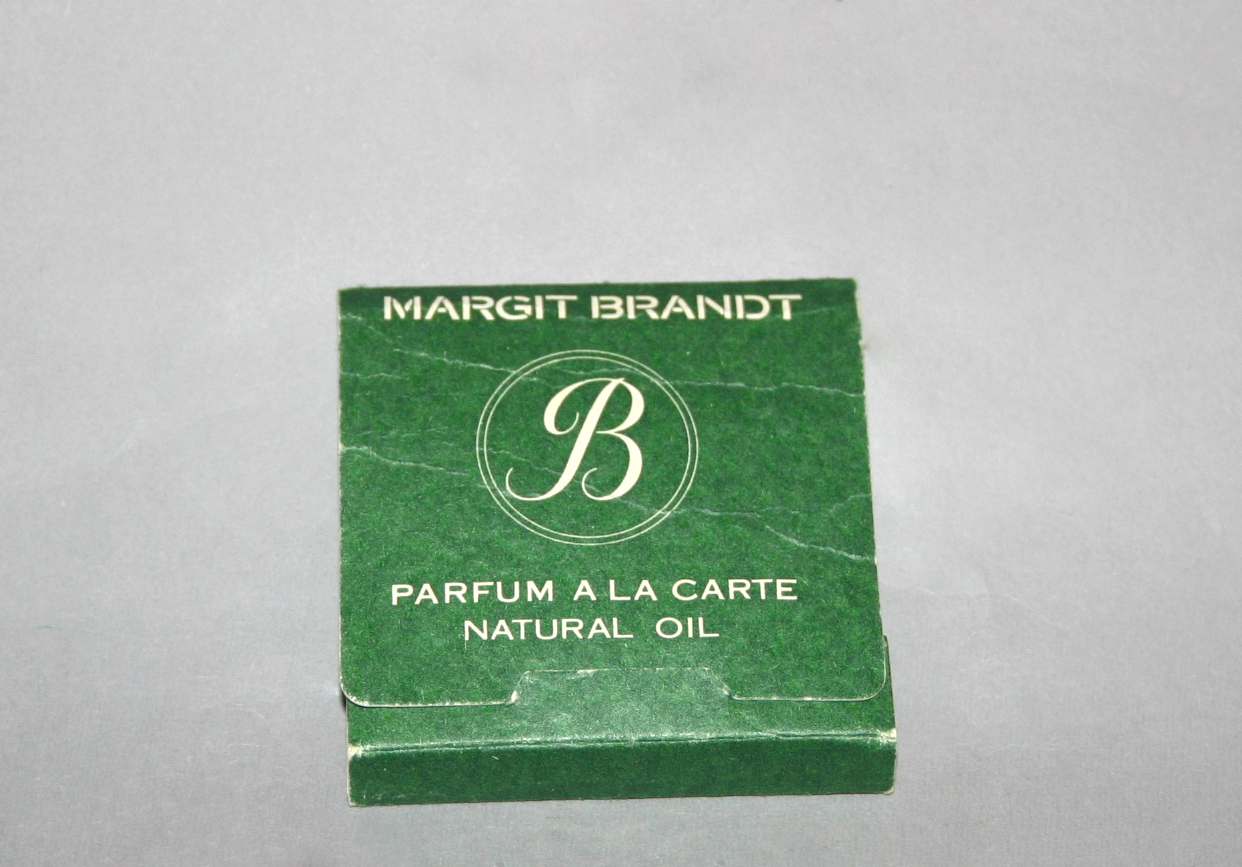 MARGIT BRANDT
B
PARFUM A LA CARTE
NATURAL OIL